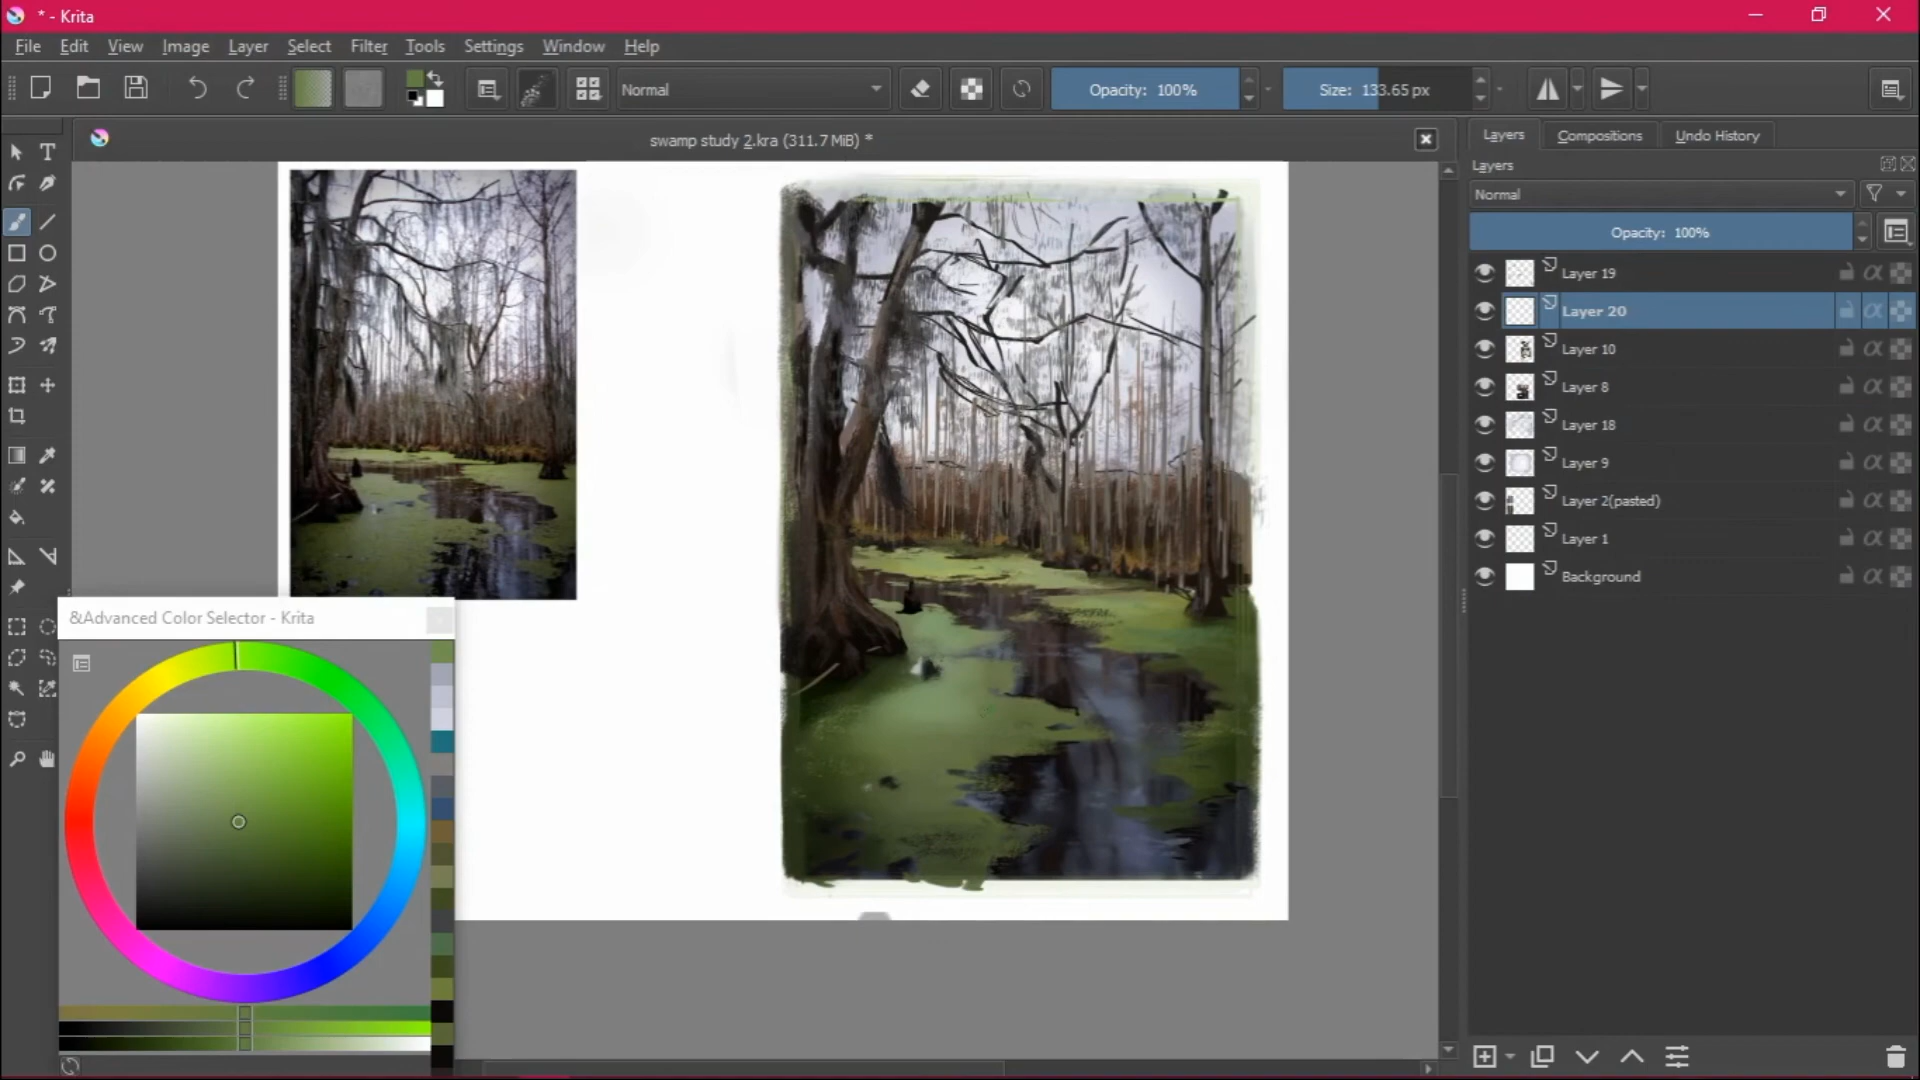 * - Krita
File Edit View Image Layer Select Filter Tools Settings Window Help
Normal
Opacity: 100%
Size: 133.65 px
swamp study 2.kra (311.7 MiB) *
Layers Compositions Undo History
Layers
Normal
Opacity: 100%
Layer 19
Layer 20
Layer 10
Layer 8
Layer 18
Layer 9
Layer 2(pasted)
Layer 1
Background
&Advanced Color Selector - Krita